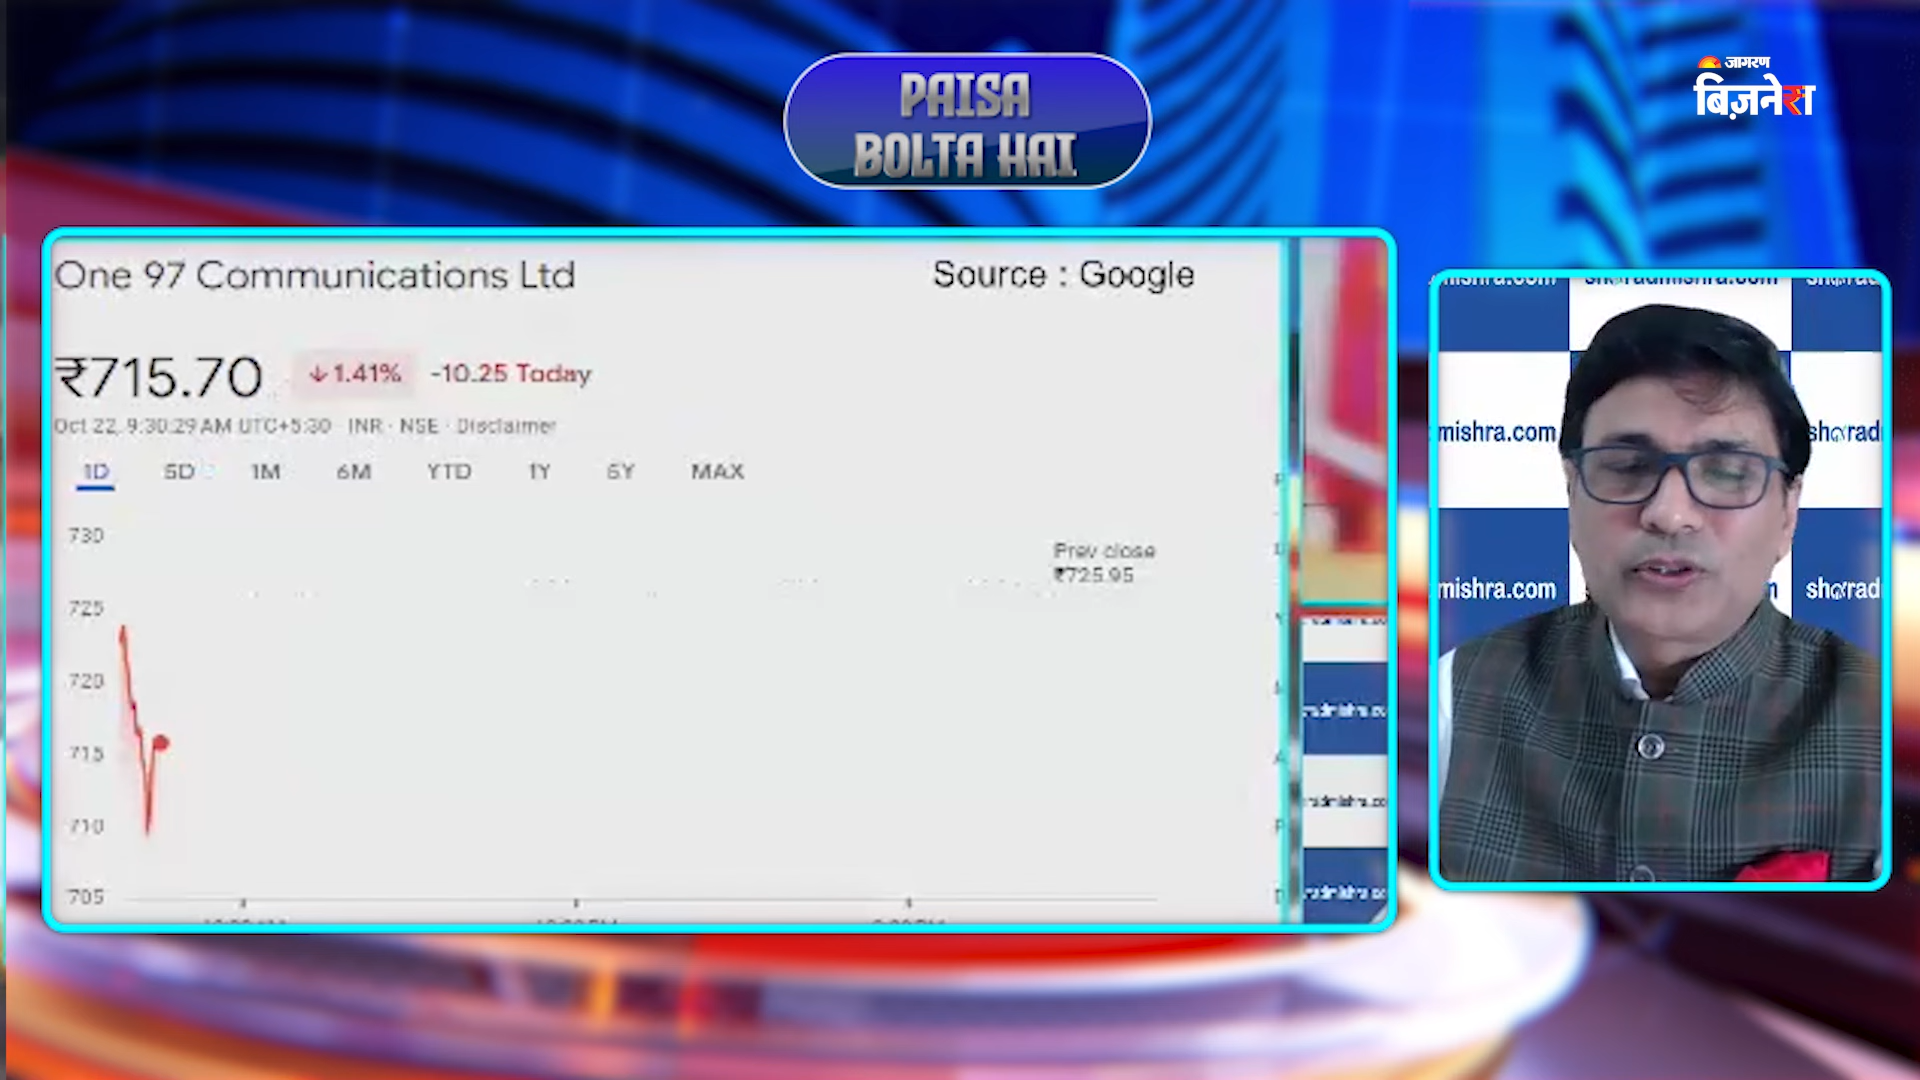 PAISA
BOLTA HAI
जागरण
बिज़नेस
One 97 Communications Ltd
Source : Google
₹715.70 ↓1.41% -10.25 Today
Oct 22, 9:30:29 AM UTC+5:30 · INR · NSE · Disclaimer
1D 5D 1M 6M YTD 1Y 5Y MAX
730
Prev close
₹725.95
725
720
715
710
705
mishra.com
sharad
mishra.com
sharad